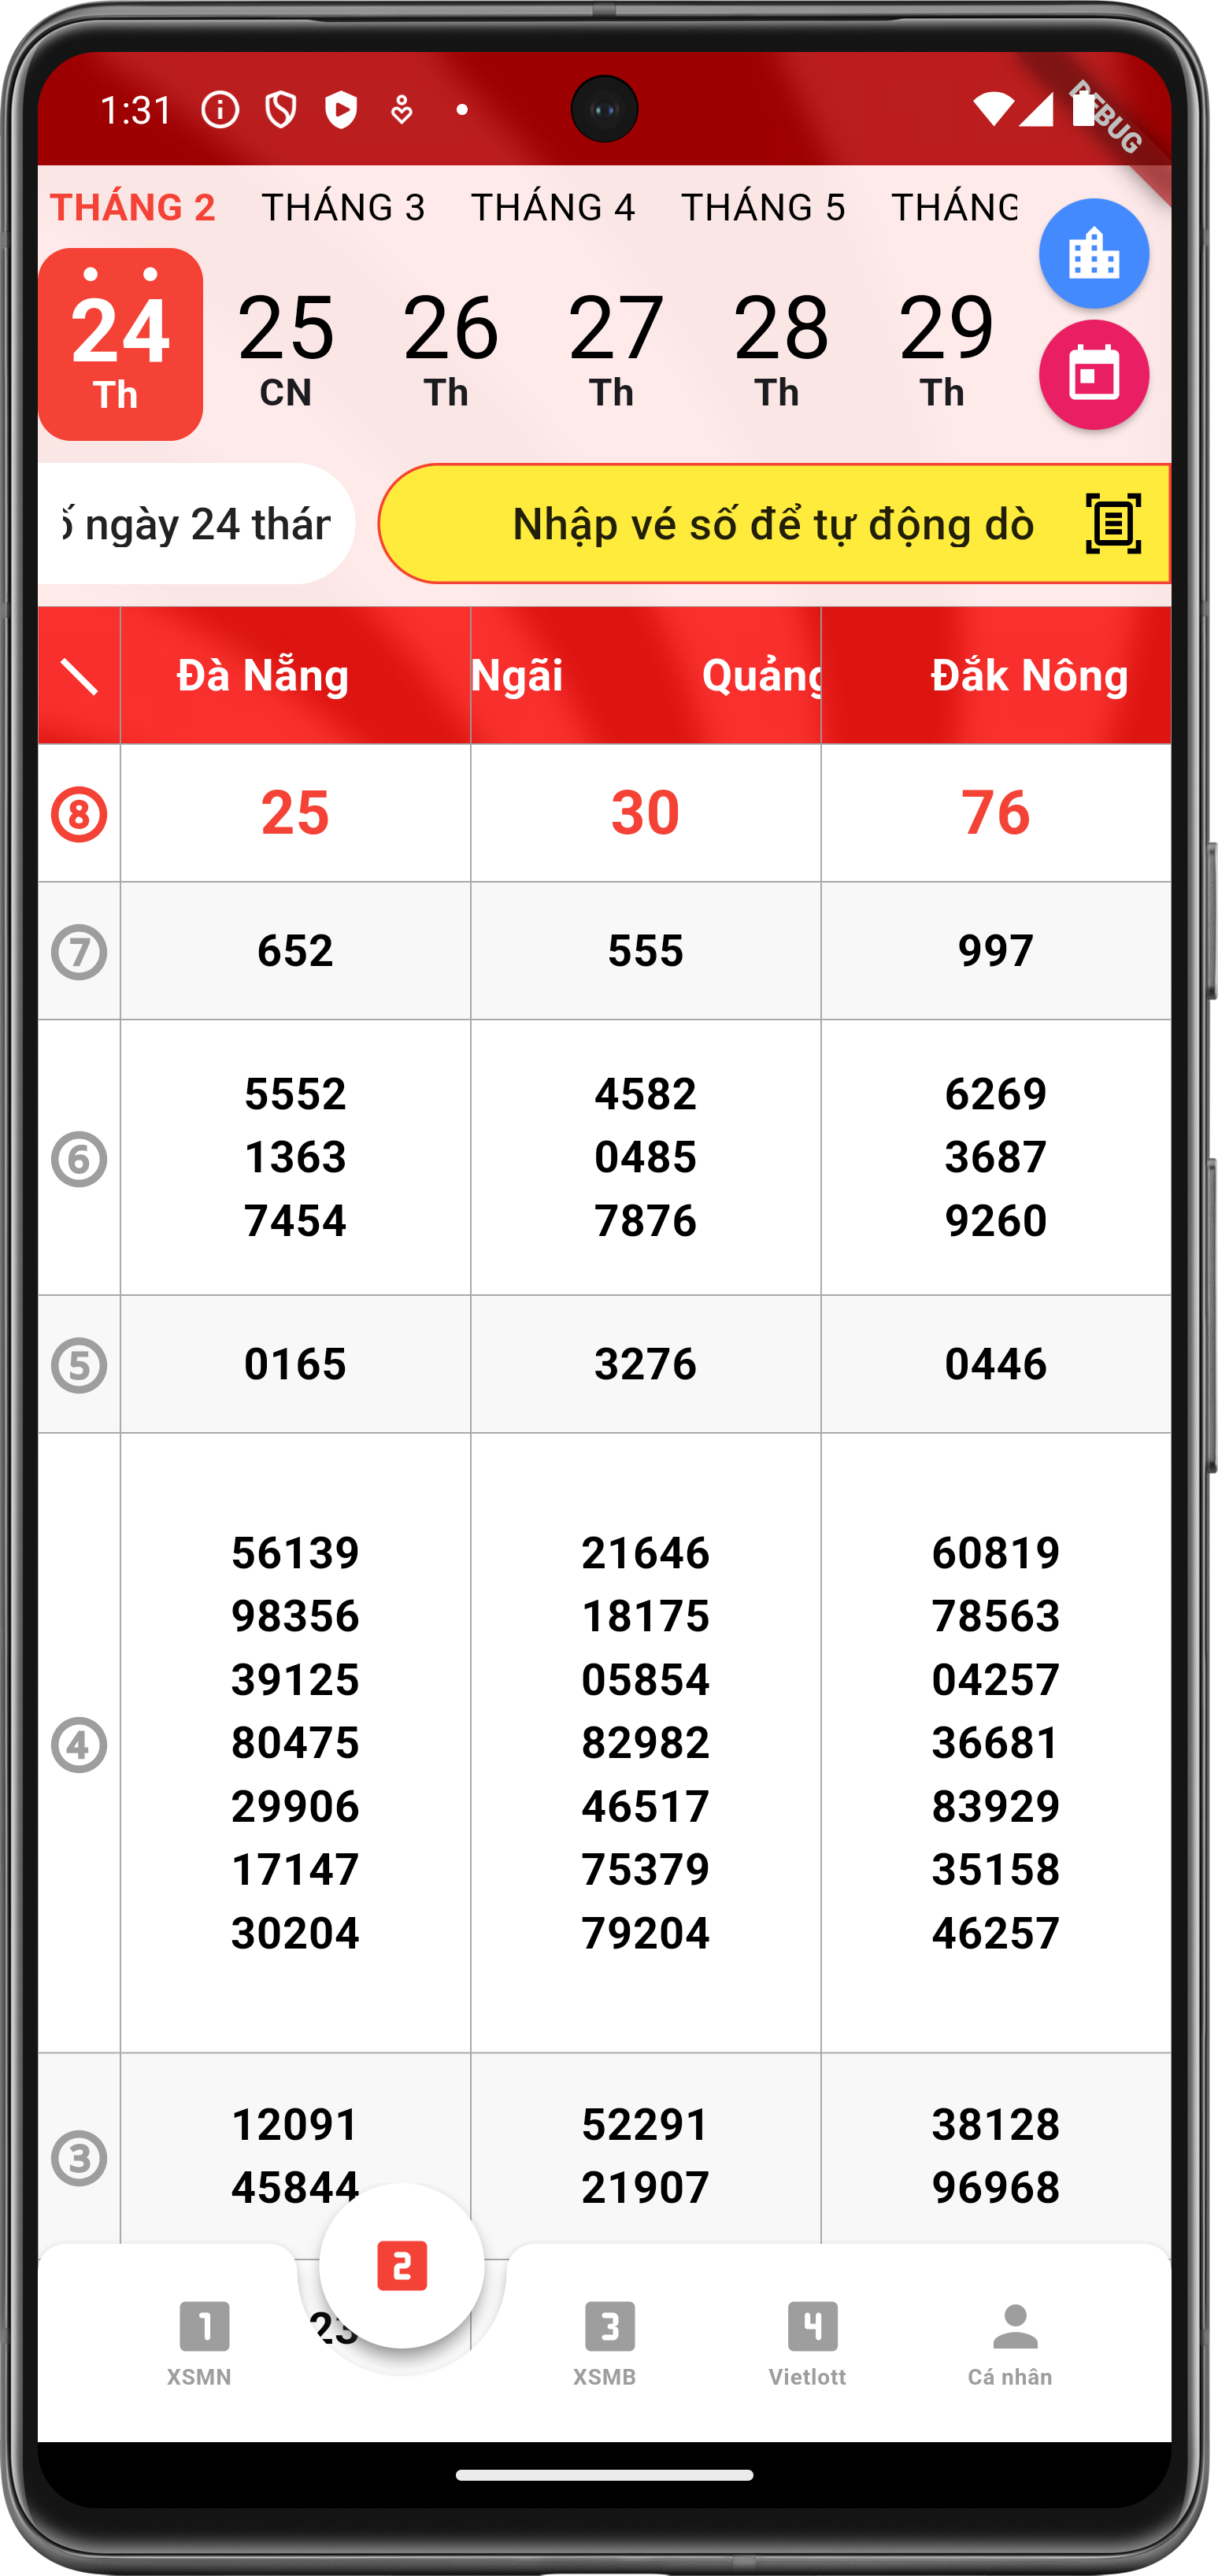 1:31
DEBUG
THÁNG 2 THÁNG 3 THÁNG 4 THÁNG 5 THÁNG
24 25 26 27 28 29
Th CN Th Th Th Th
ố ngày 24 thán Nhập vé số để tự động dò
Đà Nẵng Ngãi Quảng Đắk Nông
8 25 30 76
7 652 555 997
5552 4582 6269
6 1363 0485 3687
7454 7876 9260
5 0165 3276 0446
56139 21646 60819
98356 18175 78563
39125 05854 04257
4 80475 82982 36681
29906 46517 83929
17147 75379 35158
30204 79204 46257
12091 52291 38128
3 45844 21907 96968
2
1 23 3 4
XSMN XSMB Vietlott Cá nhân